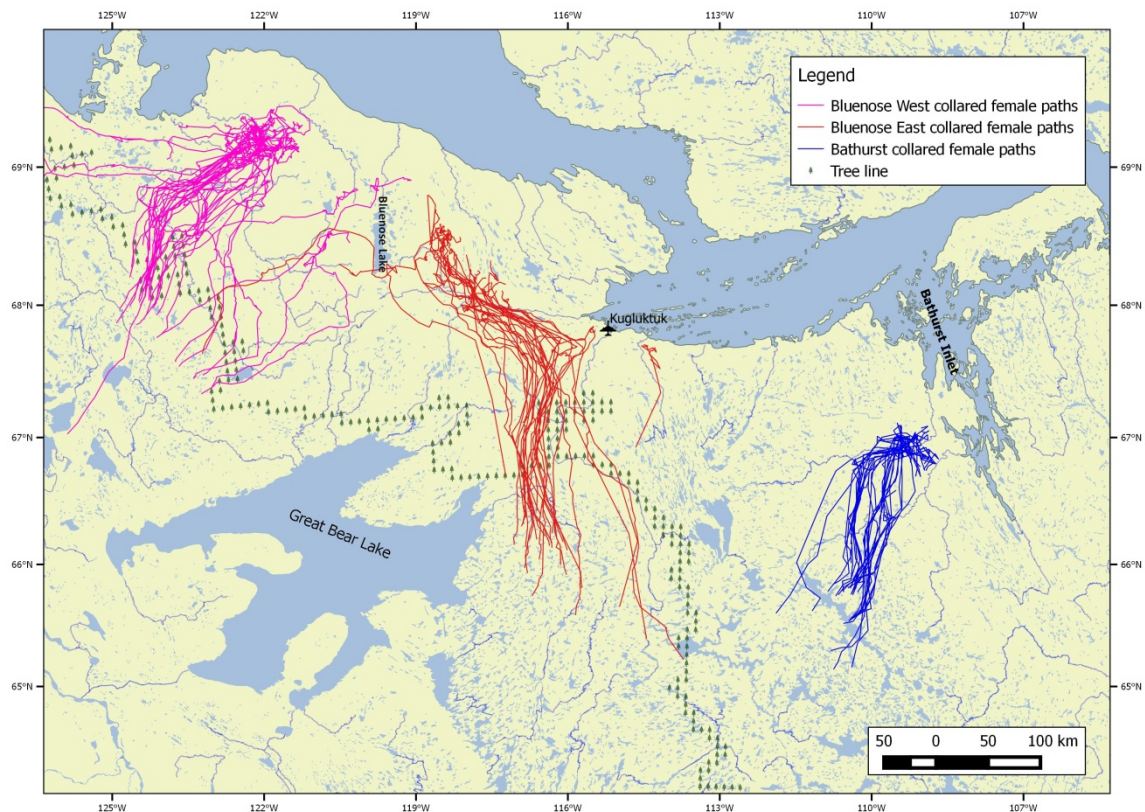 125°W 122°W 119°W 116°W 113°W 110°W 107°W
Legend
Bluenose West collared female paths
Bluenose East collared female paths
Bathurst collared female paths
Tree line
69°N 69°N
Bluenose Lake
68°N 68°N
Kugluktuk
Bathurst Inlet
67°N 67°N
Great Bear Lake
66°N 66°N
65°N 65°N
50 0 50 100 km
125°W 122°W 119°W 116°W 113°W 110°W 107°W